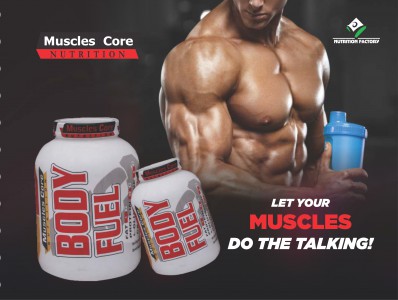 Muscles Core
NUTRITION
NUTRITION FACTORY
Muscles Core
BODY
FUEL
Muscles Core
BODY
FUEL
LET YOUR
MUSCLES
DO THE TALKING!